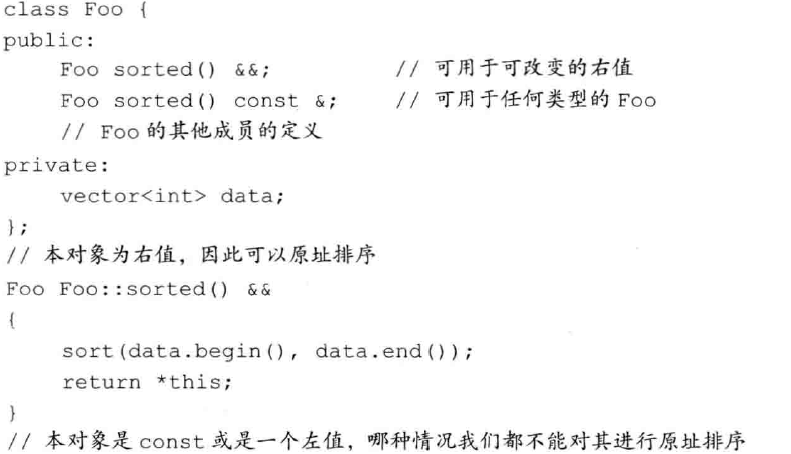 class Foo {
public:
    Foo sorted() &&;          // 可用于可改变的右值
    Foo sorted() const &;     // 可用于任何类型的 Foo
    // Foo 的其他成员的定义
private:
    vector<int> data;
};
// 本对象为右值，因此可以原址排序
Foo Foo::sorted() &&
{
    sort(data.begin(), data.end());
    return *this;
}
// 本对象是 const 或是一个左值，哪种情况我们都不能对其进行原址排序